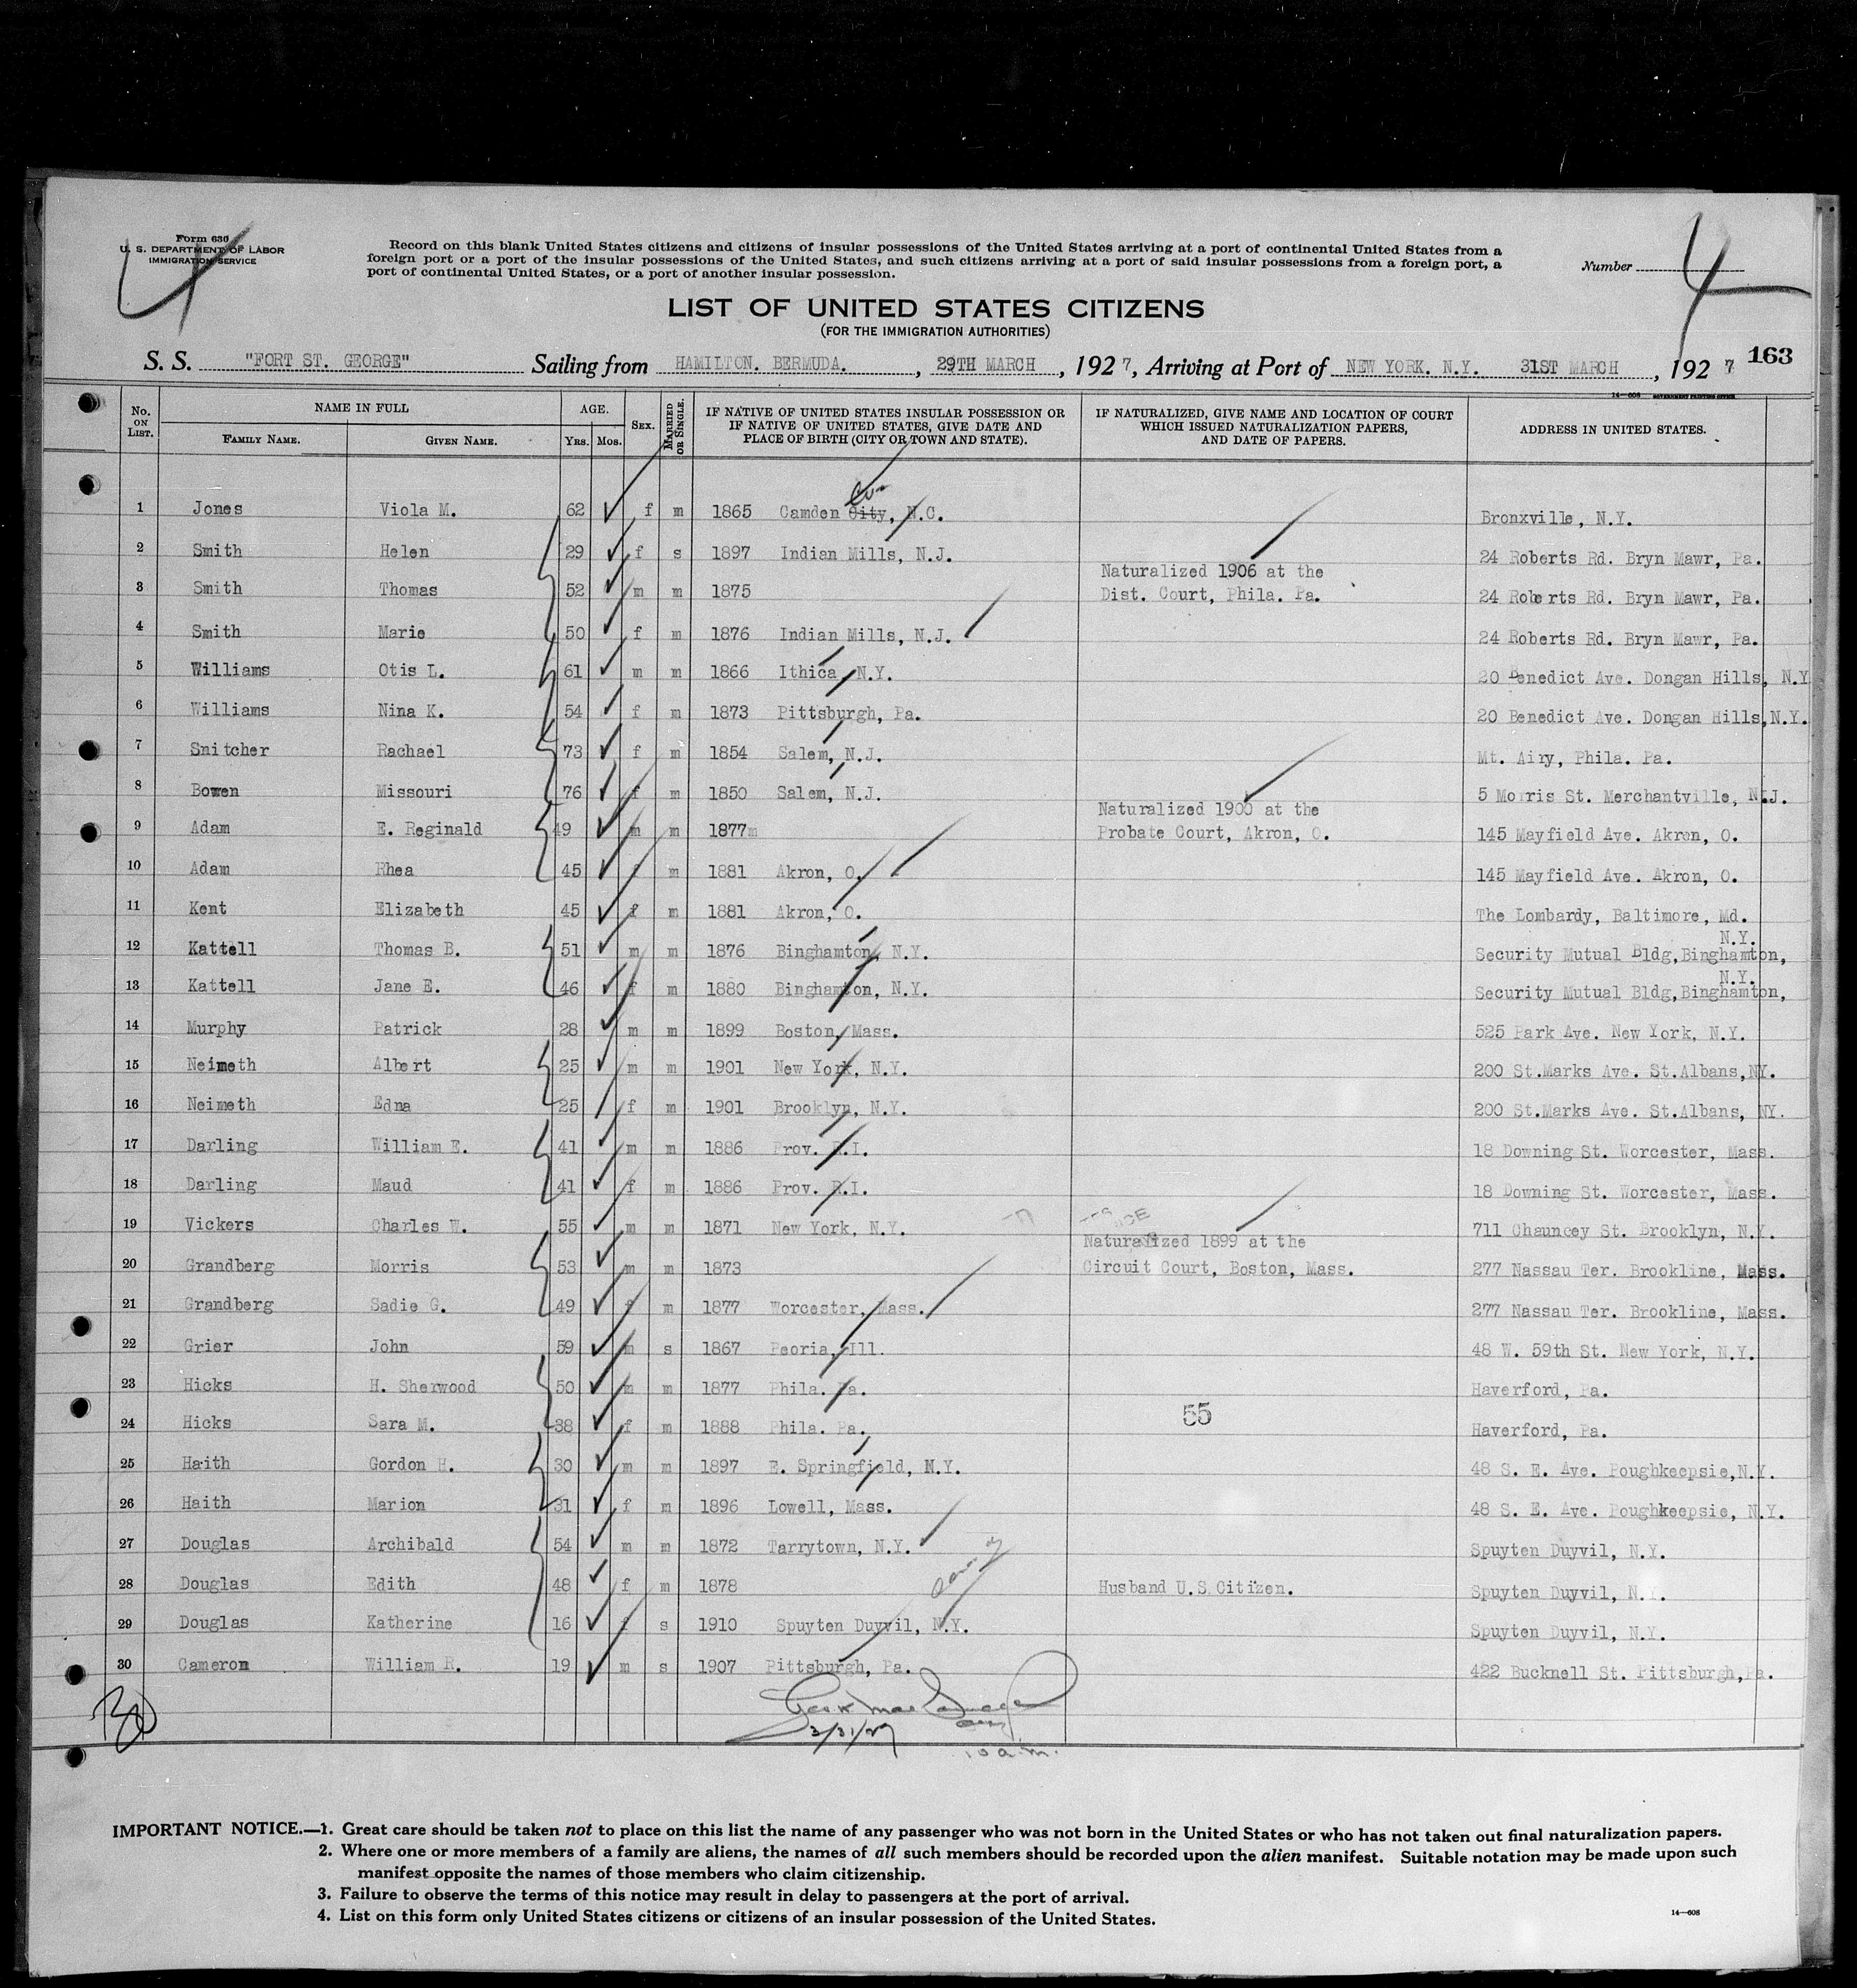 Form 630
U. S. DEPARTMENT OF LABOR
IMMIGRATION SERVICE
4
Record on this blank United States citizens and citizens of insular possessions of the United States arriving at a port of continental United States from a
foreign port or a port of the insular possessions of the United States, and such citizens arriving at a port of said insular possessions from a foreign port, a
port of continental United States, or a port of another insular possession.
Number 4
LIST OF UNITED STATES CITIZENS
(FOR THE IMMIGRATION AUTHORITIES)
S. S. "FORT ST. GEORGE" Sailing from HAMILTON. BERMUDA. , 29TH MARCH , 1927, Arriving at Port of NEW YORK. N.Y. 31ST MARCH , 1927 163
14—608 GOVERNMENT PRINTING OFFICE
No. ON LIST. NAME IN FULL FAMILY NAME. GIVEN NAME. AGE. YRS. MOS. SEX. MARRIED OR SINGLE. IF NATIVE OF UNITED STATES INSULAR POSSESSION OR IF NATIVE OF UNITED STATES, GIVE DATE AND PLACE OF BIRTH (CITY OR TOWN AND STATE). IF NATURALIZED, GIVE NAME AND LOCATION OF COURT WHICH ISSUED NATURALIZATION PAPERS, AND DATE OF PAPERS. ADDRESS IN UNITED STATES.
1 Jones Viola M. 62 f m 1865 Camden City, Co. N.C. Bronxville, N.Y.
2 Smith Helen 29 f s 1897 Indian Mills, N.J. 24 Roberts Rd. Bryn Mawr, Pa.
3 Smith Thomas 52 m m 1875 Naturalized 1906 at the Dist. Court, Phila. Pa. 24 Roberts Rd. Bryn Mawr, Pa.
4 Smith Marie 50 f m 1876 Indian Mills, N.J. 24 Roberts Rd. Bryn Mawr, Pa.
5 Williams Otis L. 61 m m 1866 Ithica, N.Y. 20 Benedict Ave. Dongan Hills, N.Y
6 Williams Nina K. 54 f m 1873 Pittsburgh, Pa. 20 Benedict Ave. Dongan Hills,N.Y.
7 Snitcher Rachael 73 f m 1854 Salem, N.J. Mt. Airy, Phila. Pa.
8 Bowen Missouri 76 f m 1850 Salem, N.J. 5 Morris St. Merchantville, N.J.
9 Adam E. Reginald 49 m m 1877m Naturalized 1900 at the Probate Court, Akron, O. 145 Mayfield Ave. Akron, O.
10 Adam Rhea 45 f m 1881 Akron, O. 145 Mayfield Ave. Akron, O.
11 Kent Elizabeth 45 f m 1881 Akron, O. The Lombardy, Baltimore, Md.
12 Kattell Thomas B. 51 m m 1876 Binghamton, N.Y. Security Mutual Bldg,Binghamton, N.Y.
13 Kattell Jane E. 46 f m 1880 Binghamton, N.Y. Security Mutual Bldg,Binghamton, N.Y.
14 Murphy Patrick 28 m m 1899 Boston, Mass. 525 Park Ave. New York, N.Y.
15 Neimeth Albert 25 m m 1901 New York, N.Y. 200 St.Marks Ave. St.Albans,NY.
16 Neimeth Edna 25 f m 1901 Brooklyn, N.Y. 200 St.Marks Ave. St.Albans, NY.
17 Darling William E. 41 m m 1886 Prov. R.I. 18 Downing St. Worcester, Mass.
18 Darling Maud 41 f m 1886 Prov. R.I. 18 Downing St. Worcester, Mass.
19 Vickers Charles W. 55 m m 1871 New York, N.Y. 711 Chauncey St. Brooklyn, N.Y.
20 Grandberg Morris 53 m m 1873 Naturalized 1899 at the Circuit Court, Boston, Mass. 277 Nassau Ter. Brookline, Mass.
21 Grandberg Sadie G. 49 f m 1877 Worcester, Mass. 277 Nassau Ter. Brookline, Mass.
22 Grier John 59 m s 1867 Peoria, Ill. 48 W. 59th St. New York, N.Y.
23 Hicks H. Sherwood 50 m m 1877 Phila. Pa. Haverford, Pa.
24 Hicks Sara M. 38 f m 1888 Phila. Pa. 55 Haverford, Pa.
25 Haith Gordon H. 30 m m 1897 E. Springfield, N.Y. 48 S. E. Ave. Poughkeepsie,N.Y.
26 Haith Marion 31 f m 1896 Lowell, Mass. 48 S. E. Ave. Poughkeepsie, N.Y.
27 Douglas Archibald 54 m m 1872 Tarrytown, N.Y. Spuyten Duyvil, N.Y.
28 Douglas Edith 48 f m 1878 Husband U.S.Citizen. Spuyten Duyvil, N.Y.
29 Douglas Katherine 16 f s 1910 Spuyten Duyvil, N.Y. Spuyten Duyvil, N.Y.
30 Cameron William R. 19 m s 1907 Pittsburgh, Pa. 422 Bucknell St. Pittsburgh,Pa.
30
3/31/27
10 a.m.
IMPORTANT NOTICE.—1. Great care should be taken not to place on this list the name of any passenger who was not born in the United States or who has not taken out final naturalization papers.
2. Where one or more members of a family are aliens, the names of all such members should be recorded upon the alien manifest. Suitable notation may be made upon such
manifest opposite the names of those members who claim citizenship.
3. Failure to observe the terms of this notice may result in delay to passengers at the port of arrival.
4. List on this form only United States citizens or citizens of an insular possession of the United States.
14—608